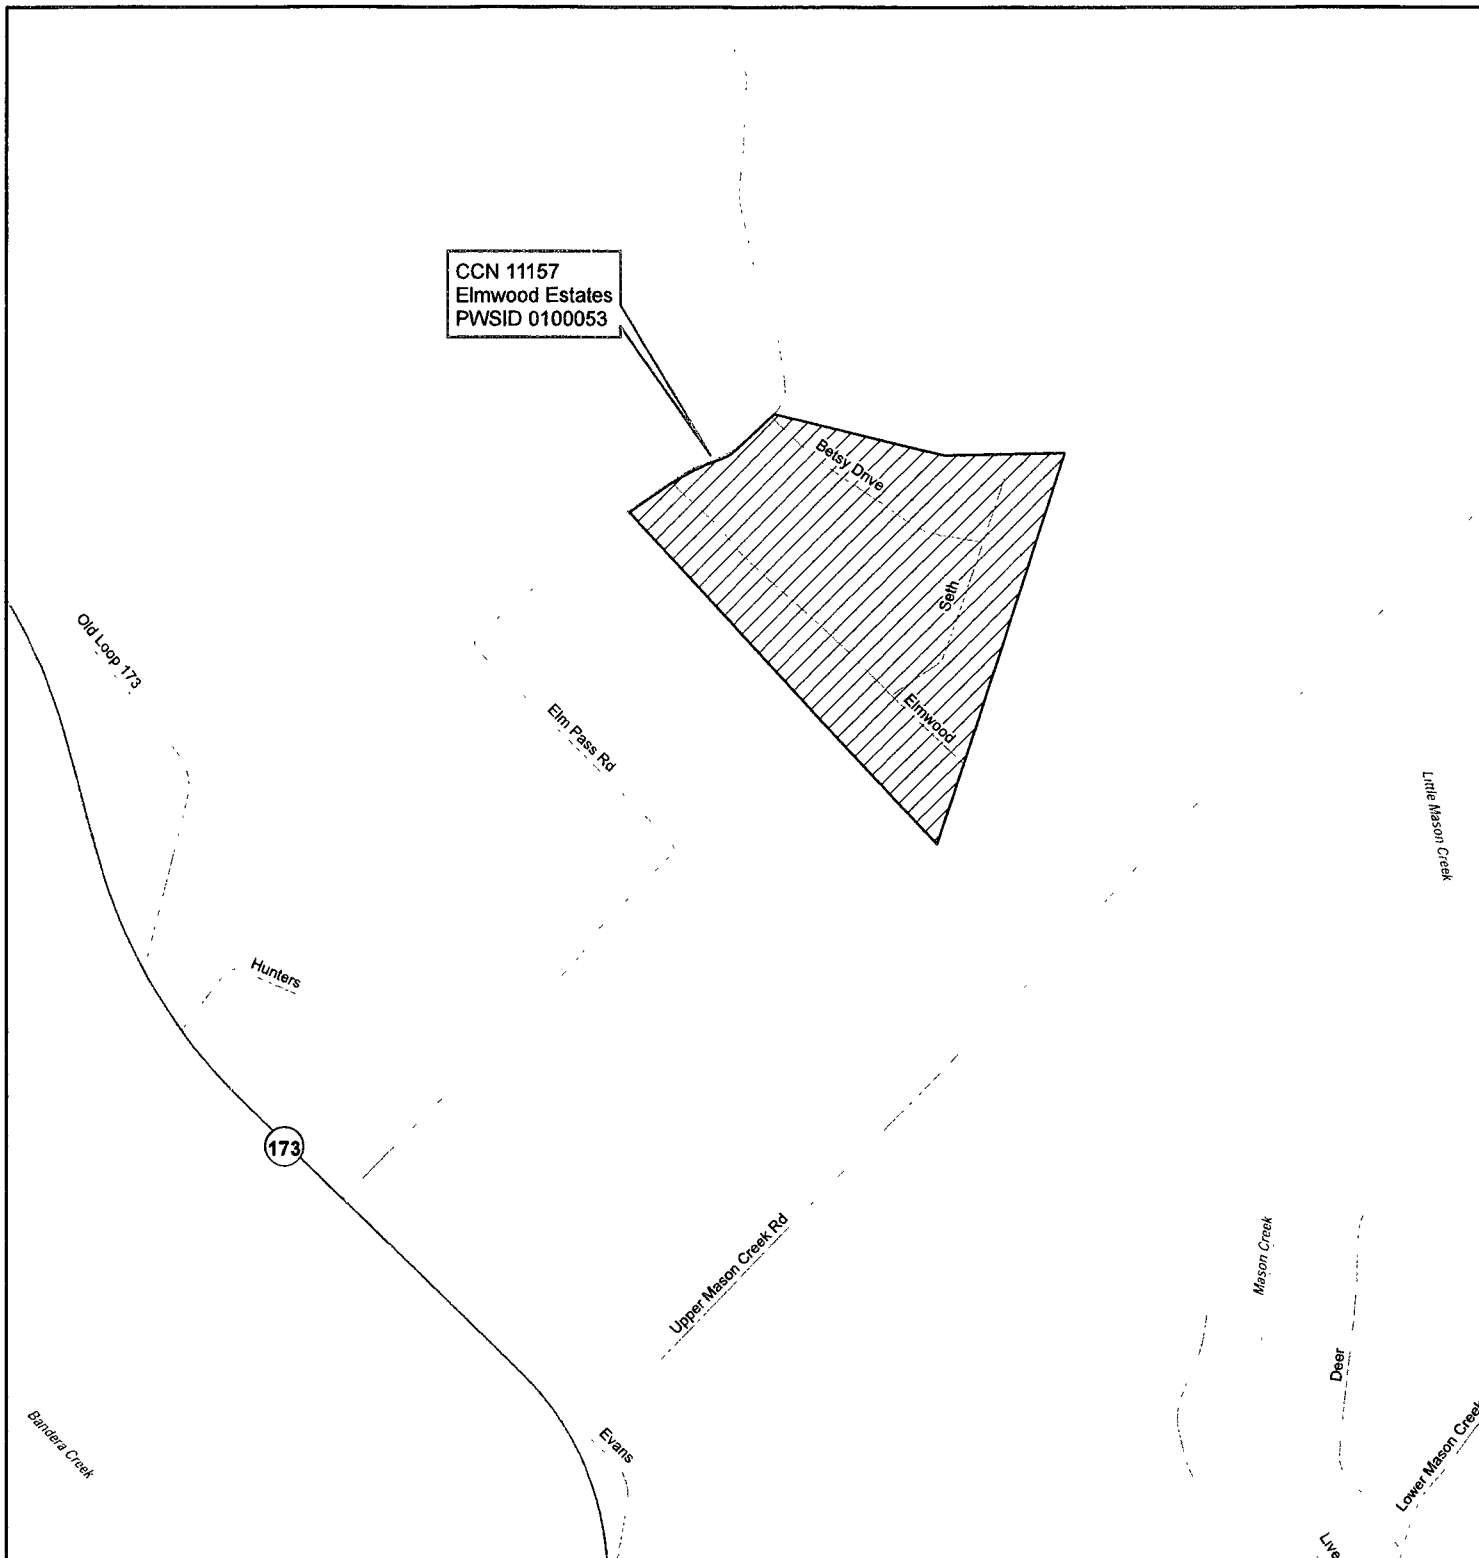 CCN 11157
Elmwood Estates
PWSID 0100053
Betsy Drive
Seth
Elmwood
Old Loop 173
Elm Pass Rd
Little Mason Creek
Hunters
173
Upper Mason Creek Rd
Mason Creek
Deer
Bandera Creek
Evans
Lower Mason Creek
Live